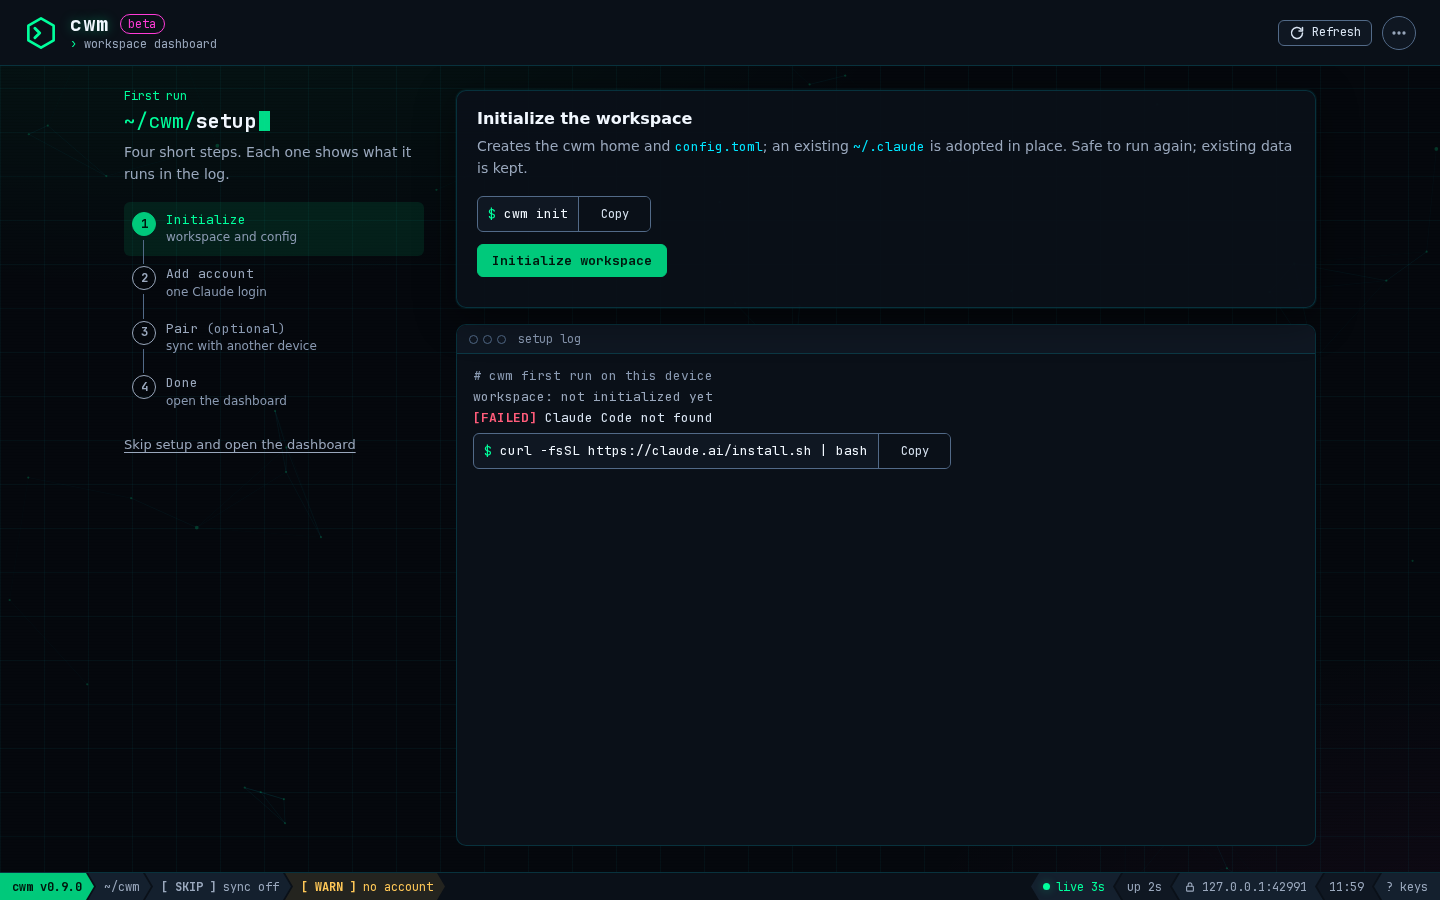 cwm beta
› workspace dashboard
Refresh
First run
~/cwm/setup
Four short steps. Each one shows what it
runs in the log.
1 Initialize
workspace and config
2 Add account
one Claude login
3 Pair (optional)
sync with another device
4 Done
open the dashboard
Skip setup and open the dashboard
Initialize the workspace
Creates the cwm home and config.toml; an existing ~/.claude is adopted in place. Safe to run again; existing data
is kept.
$ cwm init Copy
Initialize workspace
setup log
# cwm first run on this device
workspace: not initialized yet
[FAILED] Claude Code not found
$ curl -fsSL https://claude.ai/install.sh | bash Copy
cwm v0.9.0 ~/cwm [ SKIP ] sync off [ WARN ] no account live 3s up 2s 127.0.0.1:42991 11:59 ? keys